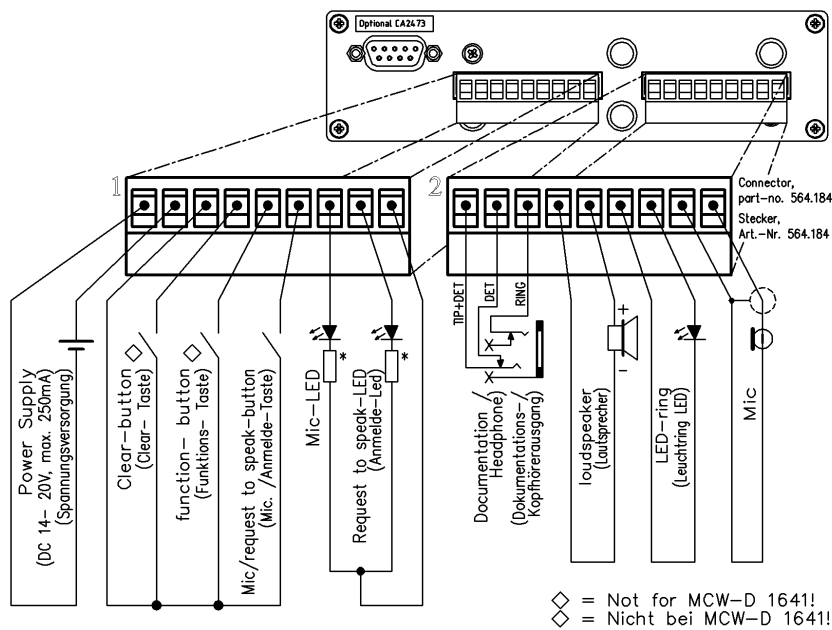 Optional CA2473
1
2
Connector,
part-no. 564.184
Stecker,
Art.-Nr. 564.184
TIP+DET
DET
RING
+
-
*
*
Power Supply
(DC 14- 20V, max. 250mA)
(Spannungsversorgung)
Clear-button
(Clear- Taste)
function- button
(Funktions- Taste)
Mic/request to speak-button
(Mic. /Anmelde-Taste)
Mic-LED
Request to speak-LED
(Anmelde-Led)
Documentation-/
Headphone/
(Dokumentations-/
Kopfhörerausgang)
loudspeaker
(Lautsprecher)
LED-ring
(Leuchtring LED)
Mic
◇ = Not for MCW-D 1641!
◇ = Nicht bei MCW-D 1641!